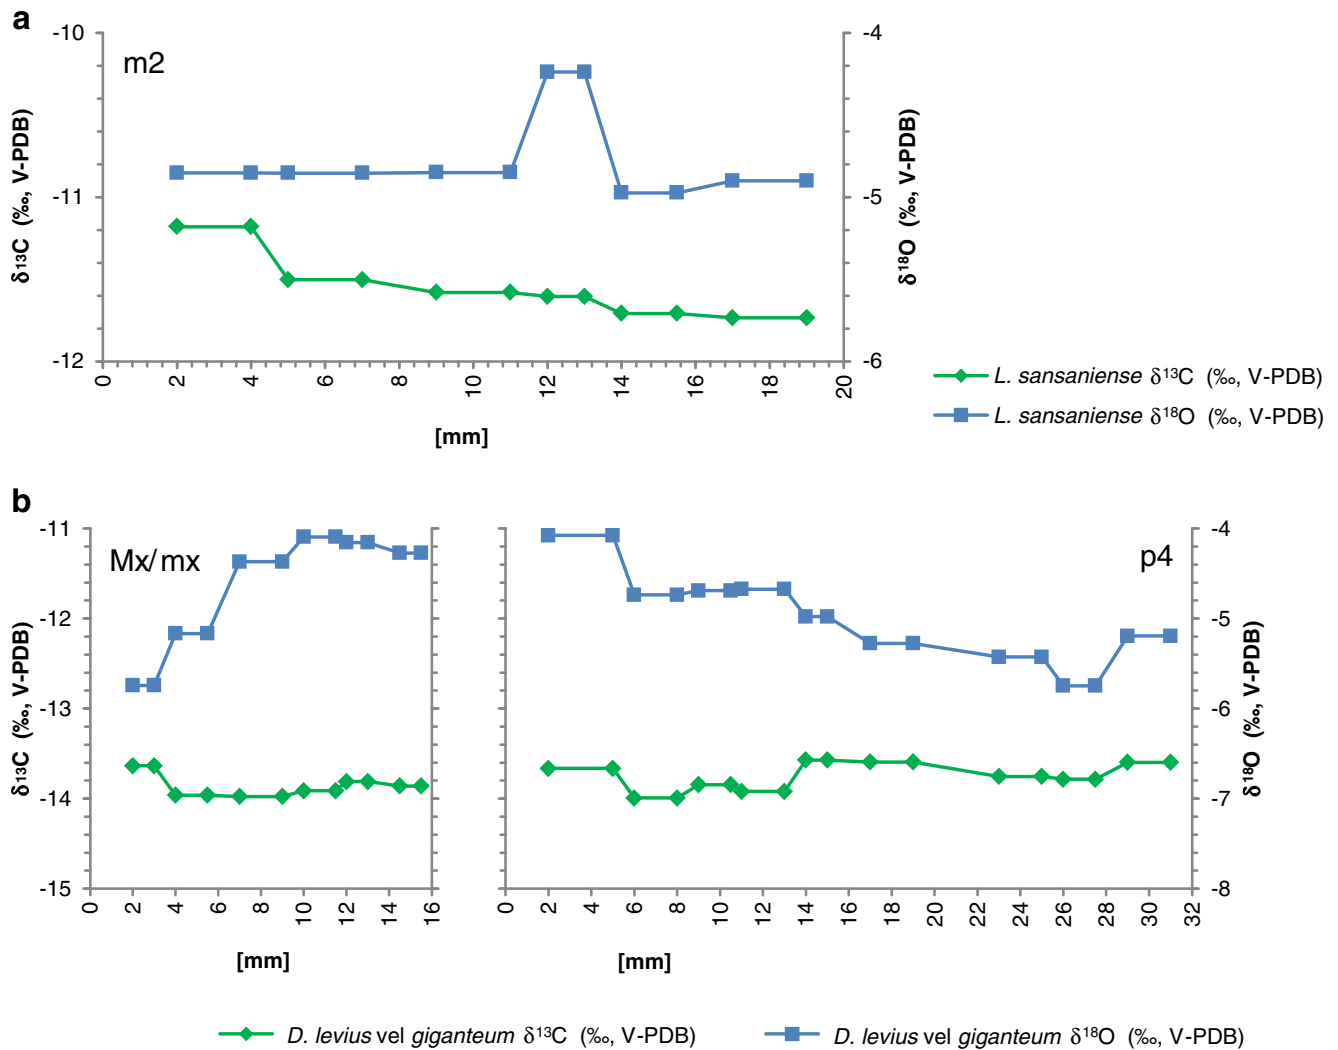 a
m2
-10
-11
-12
δ13C (‰, V-PDB)
-4
-5
-6
δ18O (‰, V-PDB)
0 2 4 6 8 10 12 14 16 18 20
[mm]
L. sansaniense δ13C (‰, V-PDB)
L. sansaniense δ18O (‰, V-PDB)
b
Mx/mx
-11
-12
-13
-14
-15
δ13C (‰, V-PDB)
0 2 4 6 8 10 12 14 16
[mm]
p4
-4
-5
-6
-7
-8
δ18O (‰, V-PDB)
0 2 4 6 8 10 12 14 16 18 20 22 24 26 28 30 32
[mm]
D. levius vel giganteum δ13C (‰, V-PDB)
D. levius vel giganteum δ18O (‰, V-PDB)